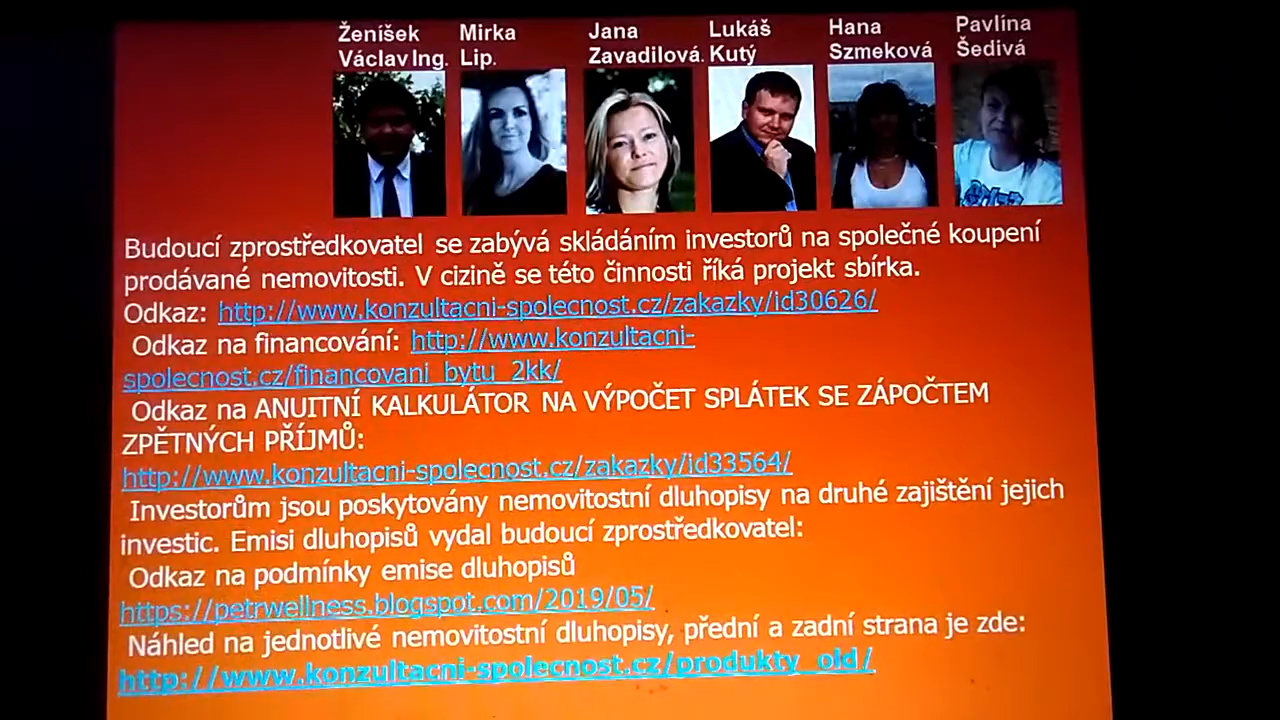 Ženíšek Václav Ing.
Mirka Lip.
Jana Zavadilová.
Lukáš Kutý
Hana Szmeková
Pavlína Šedivá
Budoucí zprostředkovatel se zabývá skládáním investorů na společné koupení
prodávané nemovitosti. V cizině se této činnosti říká projekt sbírka.
Odkaz: http://www.konzultacni-spolecnost.cz/zakazky/id30626/
Odkaz na financování: http://www.konzultacni-
spolecnost.cz/financovani_bytu_2kk/
Odkaz na ANUITNÍ KALKULÁTOR NA VÝPOČET SPLÁTEK SE ZÁPOČTEM
ZPĚTNÝCH PŘÍJMŮ:
http://www.konzultacni-spolecnost.cz/zakazky/id33564/
Investorům jsou poskytovány nemovitostní dluhopisy na druhé zajištění jejich
investic. Emisi dluhopisů vydal budoucí zprostředkovatel:
Odkaz na podmínky emise dluhopisů
https://petrwellness.blogspot.com/2019/05/
Náhled na jednotlivé nemovitostní dluhopisy, přední a zadní strana je zde:
http://www.konzultacni-spolecnost.cz/produkty_old/